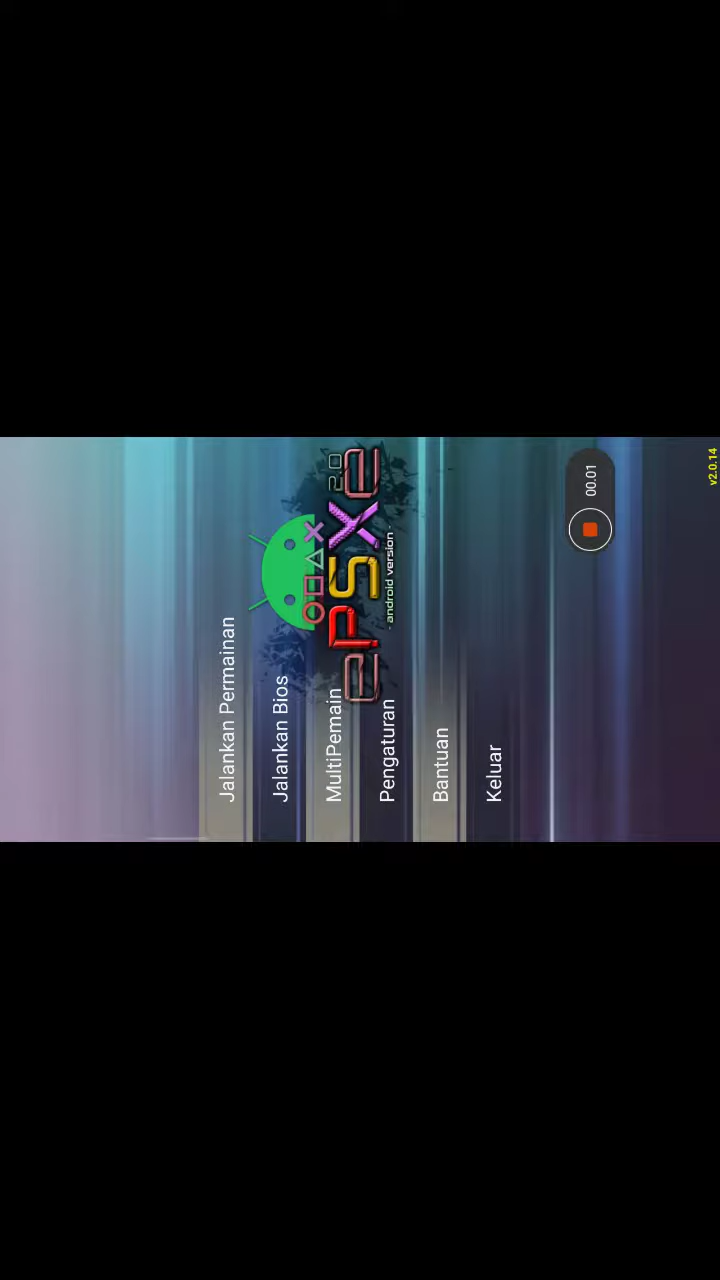 Jalankan Permainan
Jalankan Bios
MultiPemain
Pengaturan
Bantuan
Keluar
ePSXe 2.0
- android version -
00.01
v2.0.14